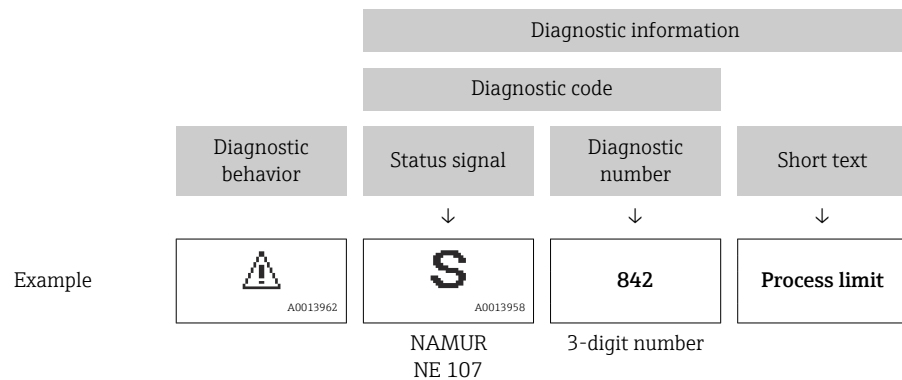 Diagnostic information
Diagnostic code
Diagnostic
behavior
Status signal
Diagnostic
number
Short text
↓ ↓ ↓
Example
A0013962
S
A0013958
842
Process limit
NAMUR
NE 107
3-digit number